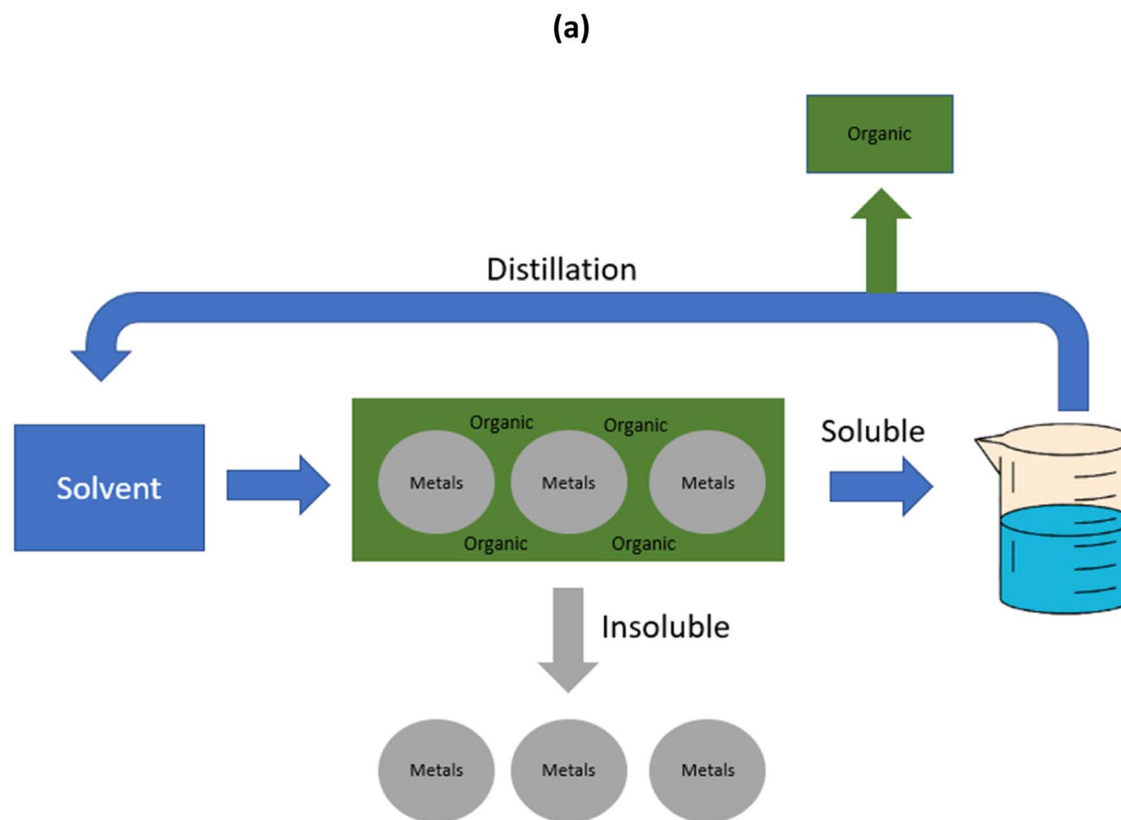 (a)
Organic
Distillation
Solvent
Organic
Organic
Metals
Metals
Metals
Organic
Organic
Soluble
Insoluble
Metals
Metals
Metals